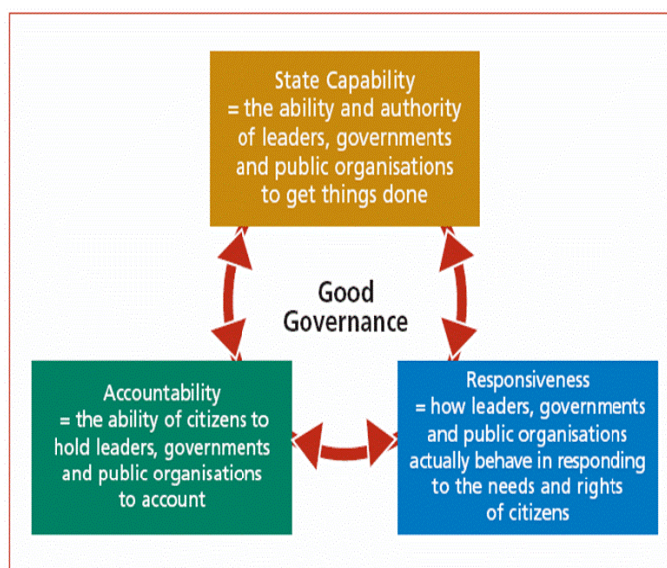 State Capability
= the ability and authority
of leaders, governments
and public organisations
to get things done
Good
Governance
Accountability
= the ability of citizens to
hold leaders, governments
and public organisations
to account
Responsiveness
= how leaders, governments
and public organisations
actually behave in responding
to the needs and rights
of citizens